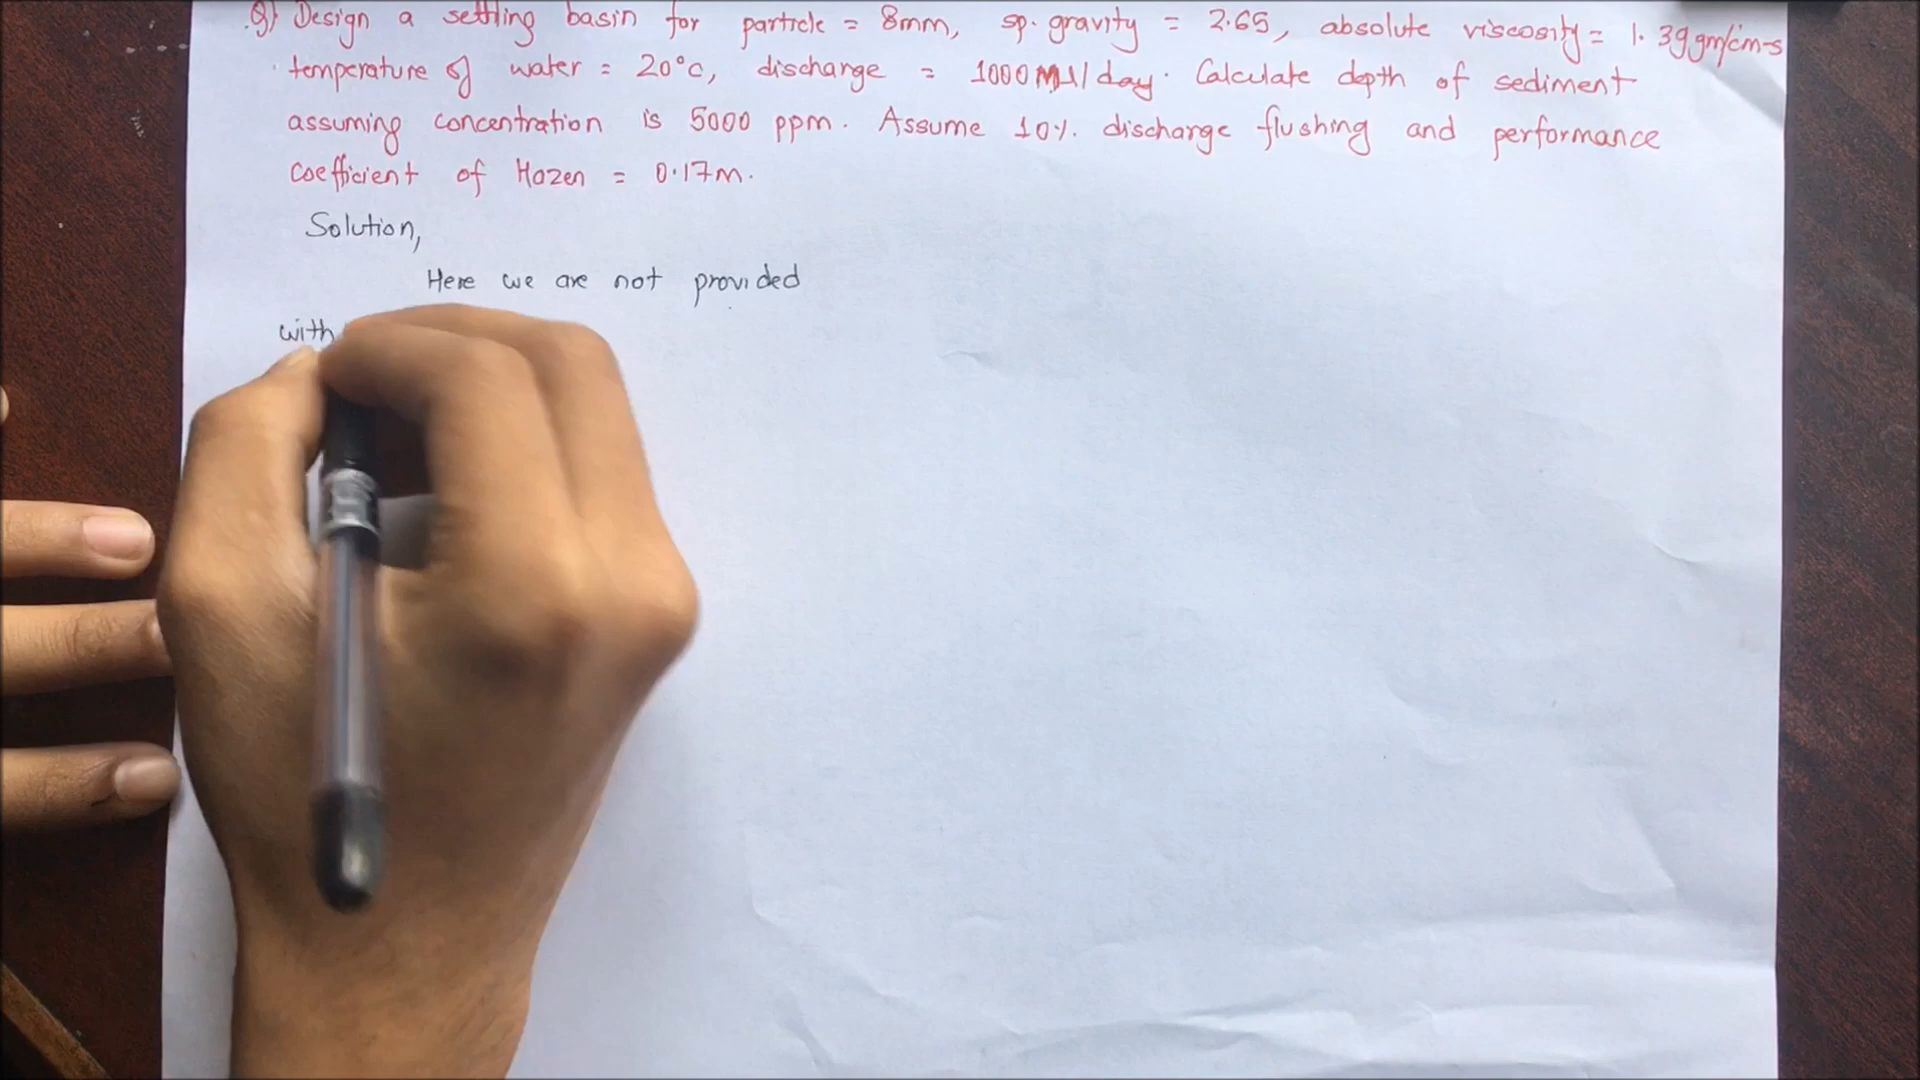 Q) Design a settling basin for particle = 8mm, sp. gravity = 2.65, absolute viscosity = 1.39gm/cm-s
temperature of water = 20°C, discharge = 1000 Ml/day. Calculate depth of sediment
assuming concentration is 5000 ppm. Assume 10% discharge flushing and performance
coefficient of Hazen = 0.17m.
Solution,
Here we are not provided
with